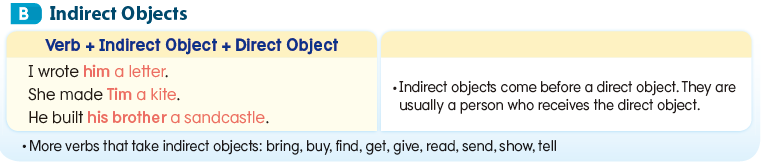 B Indirect Objects
Verb + Indirect Object + Direct Object
I wrote him a letter.
She made Tim a kite.
He built his brother a sandcastle.
• Indirect objects come before a direct object. They are
usually a person who receives the direct object.
• More verbs that take indirect objects: bring, buy, find, get, give, read, send, show, tell